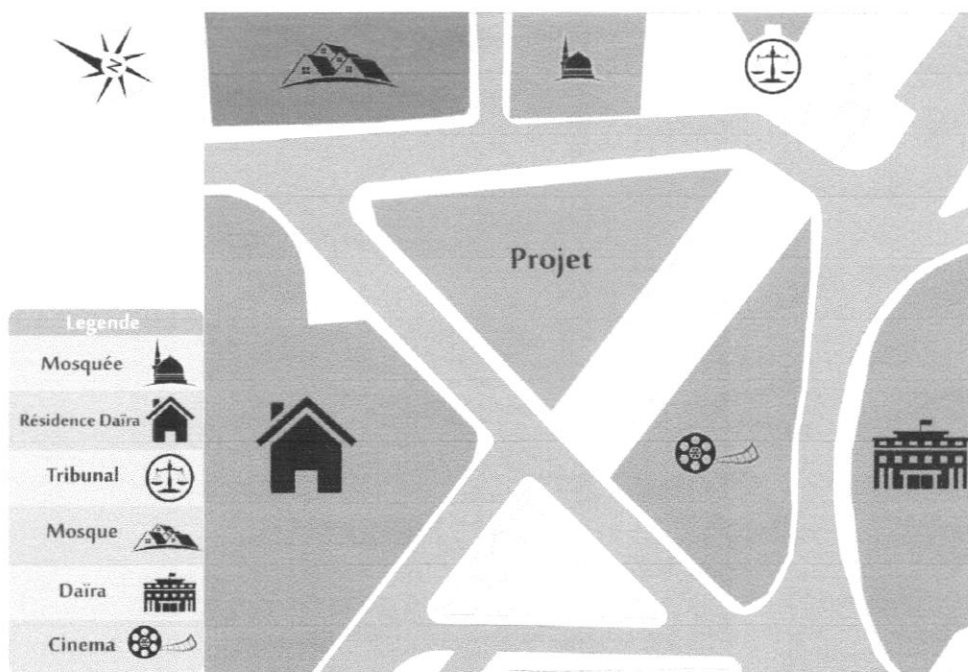 N
Projet
Legende
Mosquée
Résidence Daïra
Tribunal
Mosque
Daïra
Cinema